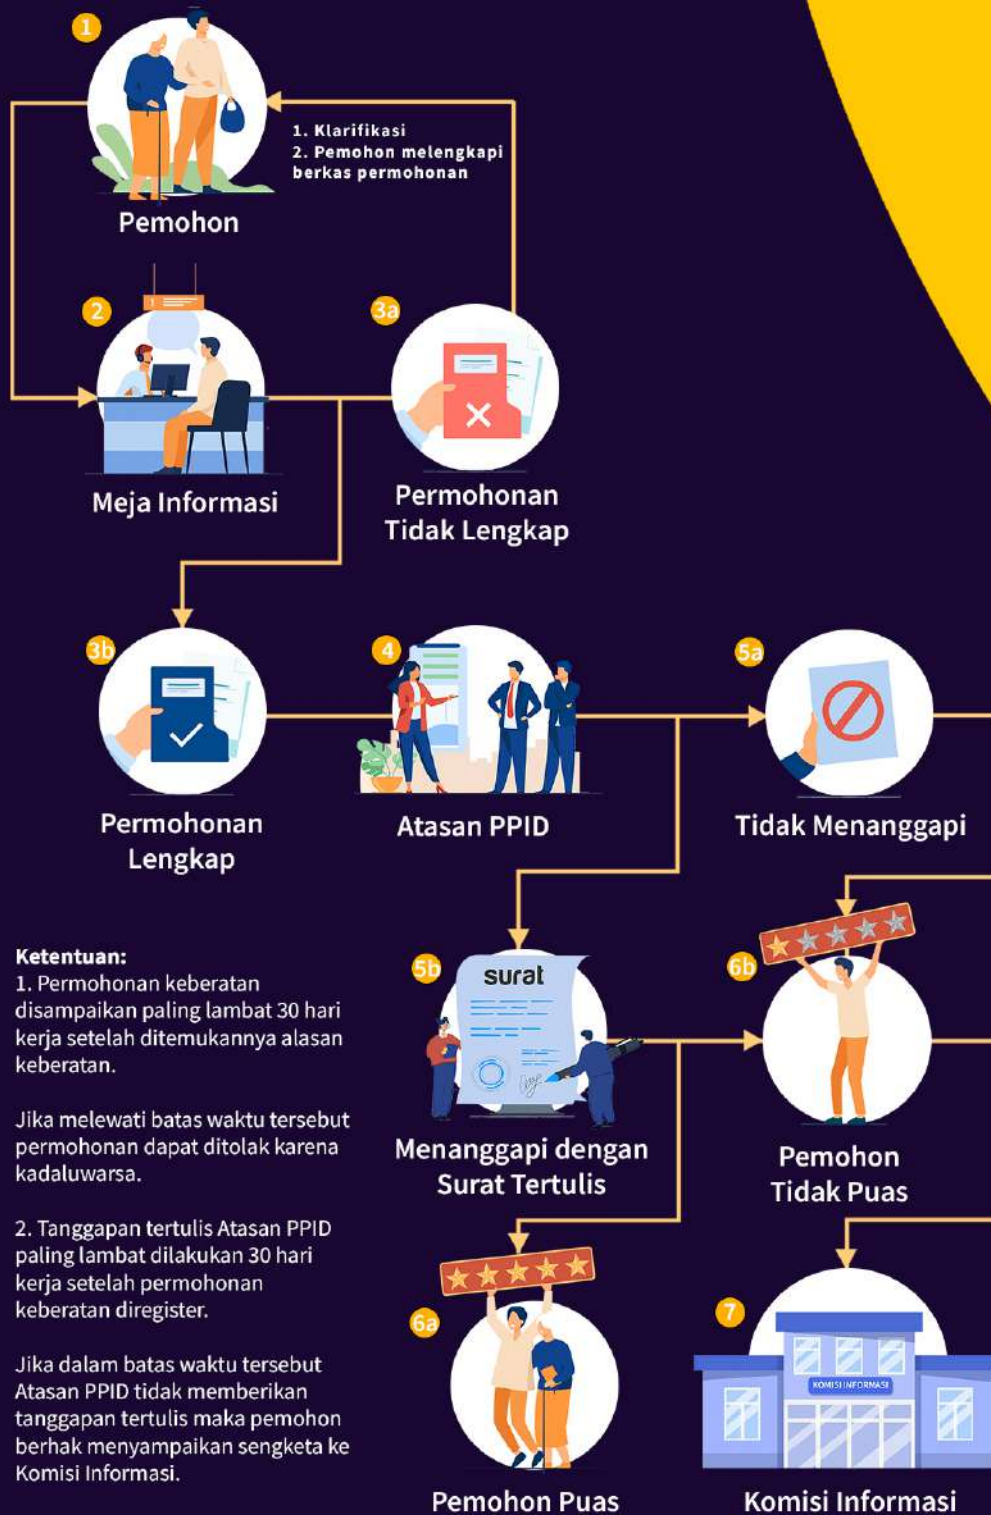 1
1. Klarifikasi
2. Pemohon melengkapi
berkas permohonan
Pemohon
2
1
3a
Meja Informasi
Permohonan
Tidak Lengkap
3b
4
5a
Permohonan
Lengkap
Atasan PPID
Tidak Menanggapi
Ketentuan:
1. Permohonan keberatan
disampaikan paling lambat 30 hari
kerja setelah ditemukannya alasan
keberatan.
Jika melewati batas waktu tersebut
permohonan dapat ditolak karena
kadaluwarsa.
2. Tanggapan tertulis Atasan PPID
paling lambat dilakukan 30 hari
kerja setelah permohonan
keberatan diregister.
Jika dalam batas waktu tersebut
Atasan PPID tidak memberikan
tanggapan tertulis maka pemohon
berhak menyampaikan sengketa ke
Komisi Informasi.
5b
surat
6b
Menanggapi dengan
Surat Tertulis
Pemohon
Tidak Puas
6a
7
KOMISI INFORMASI
Pemohon Puas
Komisi Informasi